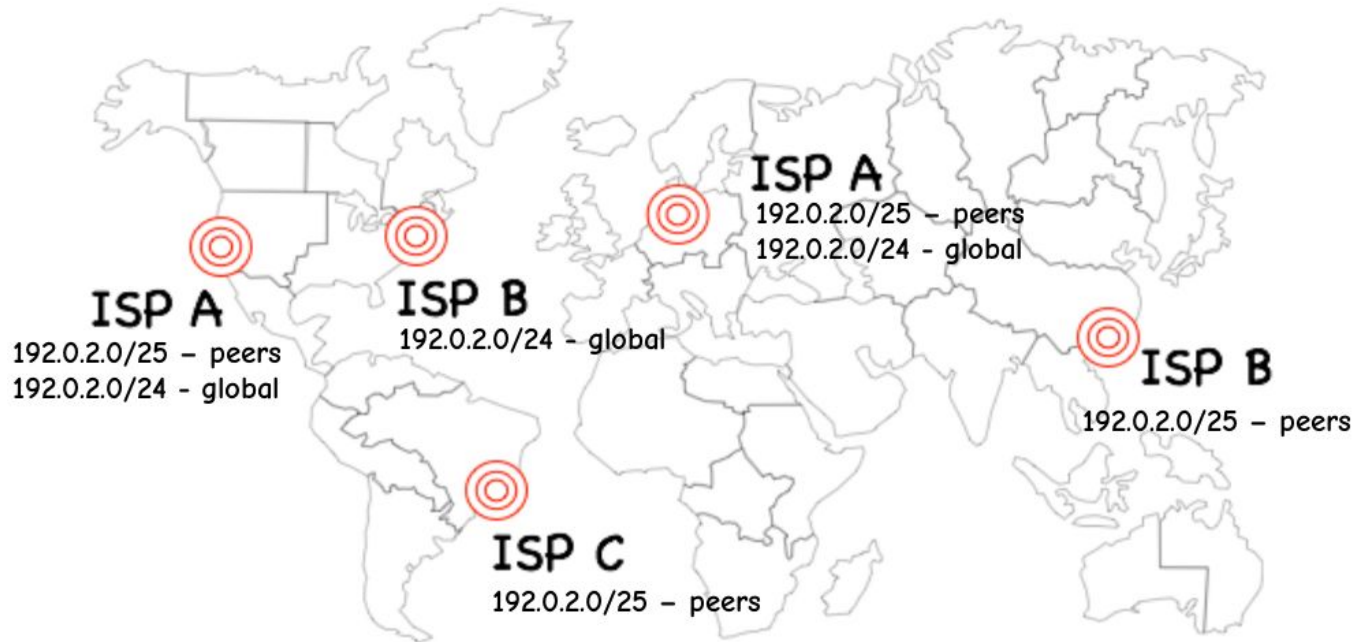 ISP A
192.0.2.0/25 – peers
192.0.2.0/24 - global
ISP B
192.0.2.0/24 - global
ISP A
192.0.2.0/25 – peers
192.0.2.0/24 - global
ISP B
192.0.2.0/25 – peers
ISP C
192.0.2.0/25 – peers